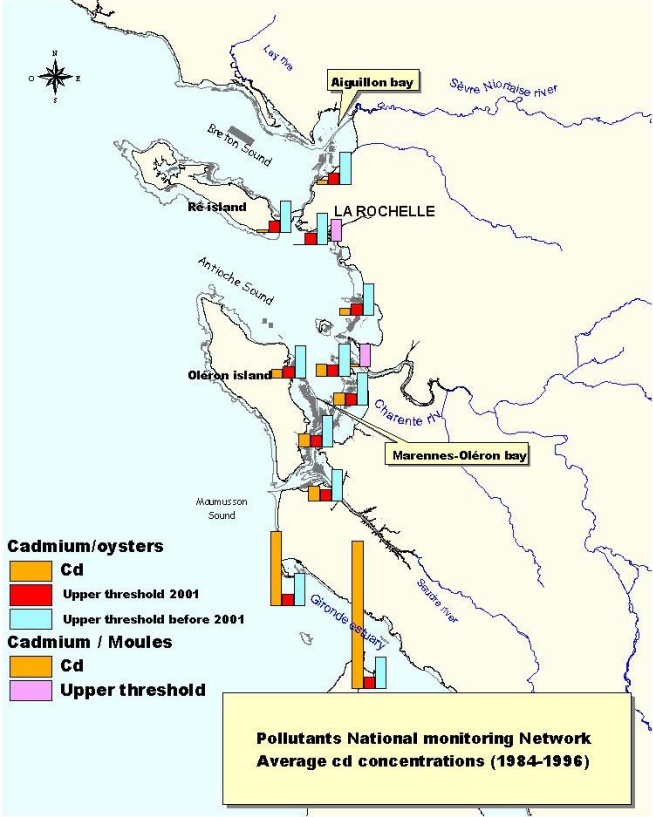 N
O
E
S
Lay rive
Aiguillon bay
Sèvre Niortaise river
Breton Sound
Ré island
LA ROCHELLE
Antioche Sound
Oléron island
Charente riv
Marennes-Oléron bay
Maumusson
Sound
Cadmium/oysters
Cd
Upper threshold 2001
Upper threshold before 2001
Cadmium / Moules
Cd
Upper threshold
Seudre river
Gironde estuary
Pollutants National monitoring Network
Average cd concentrations (1984-1996)